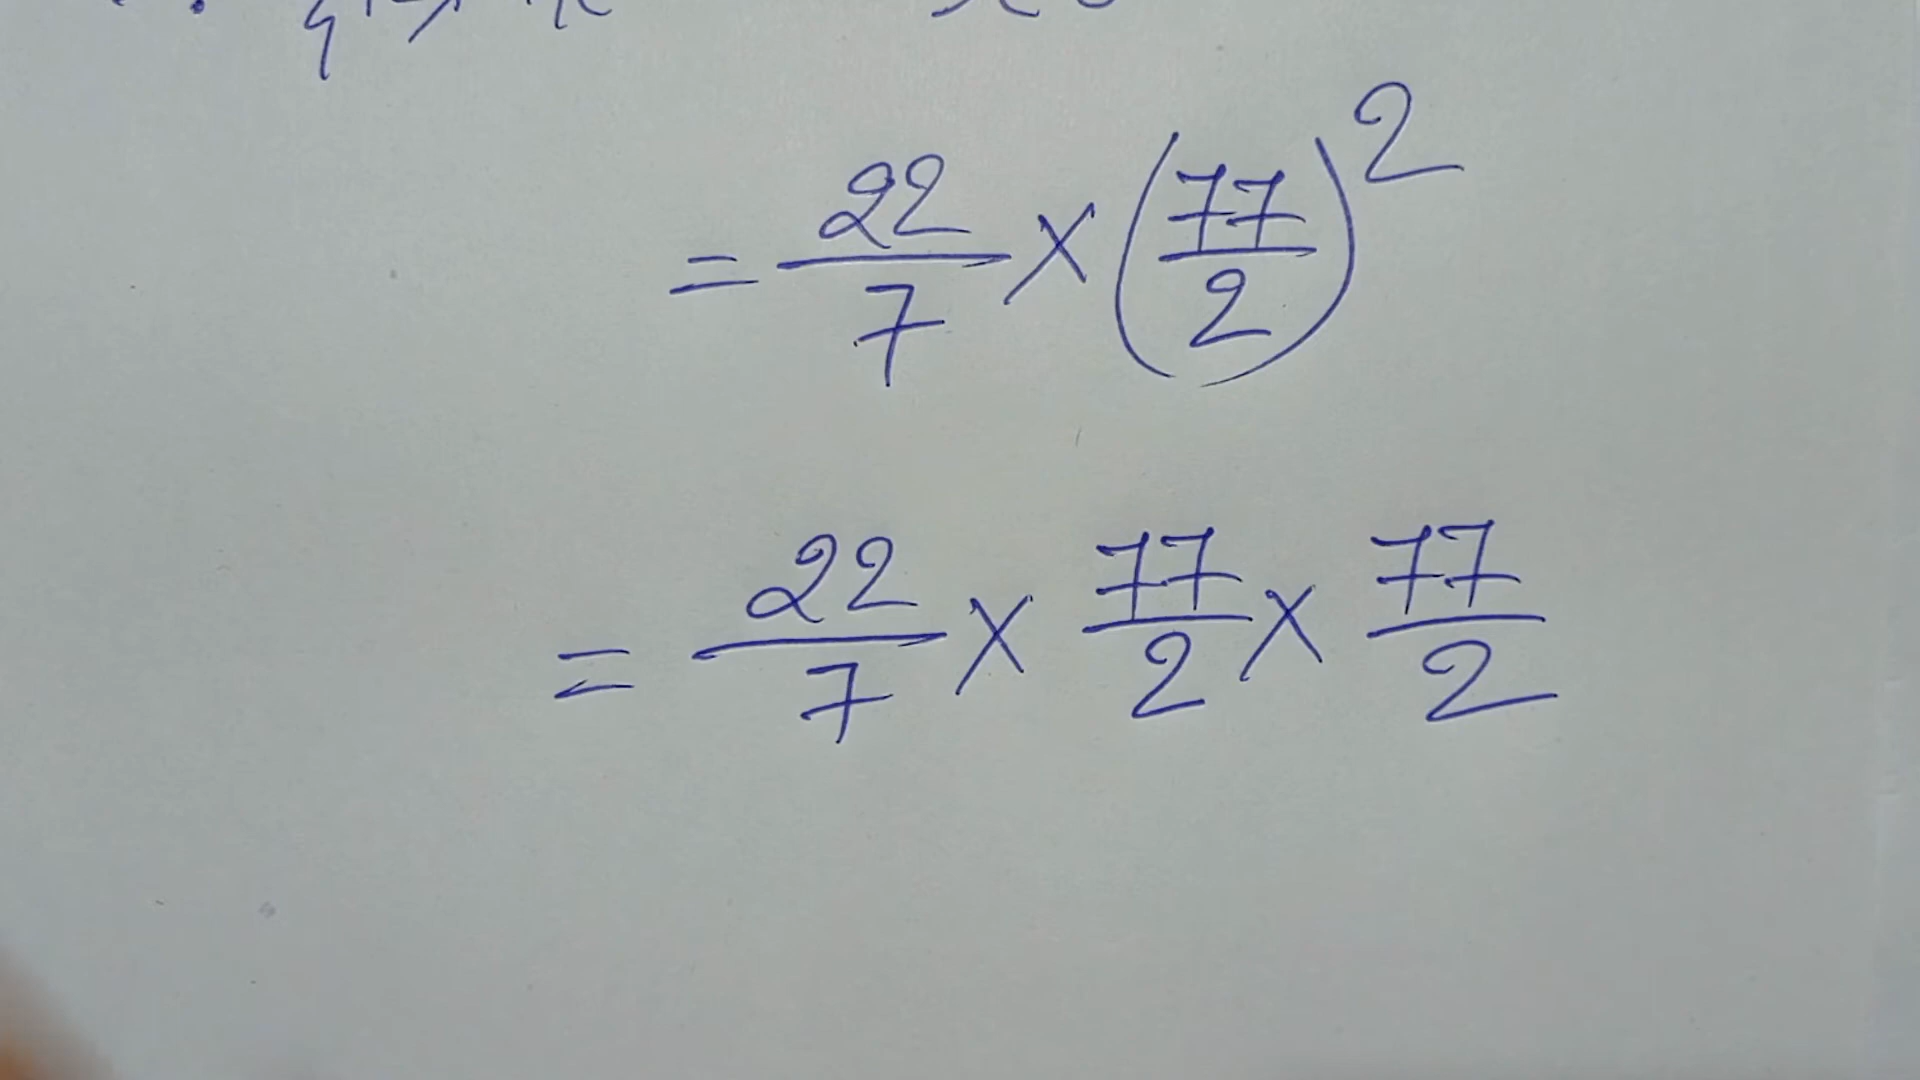 = 22/7 × (77/2)²
= 22/7 × 77/2 × 77/2